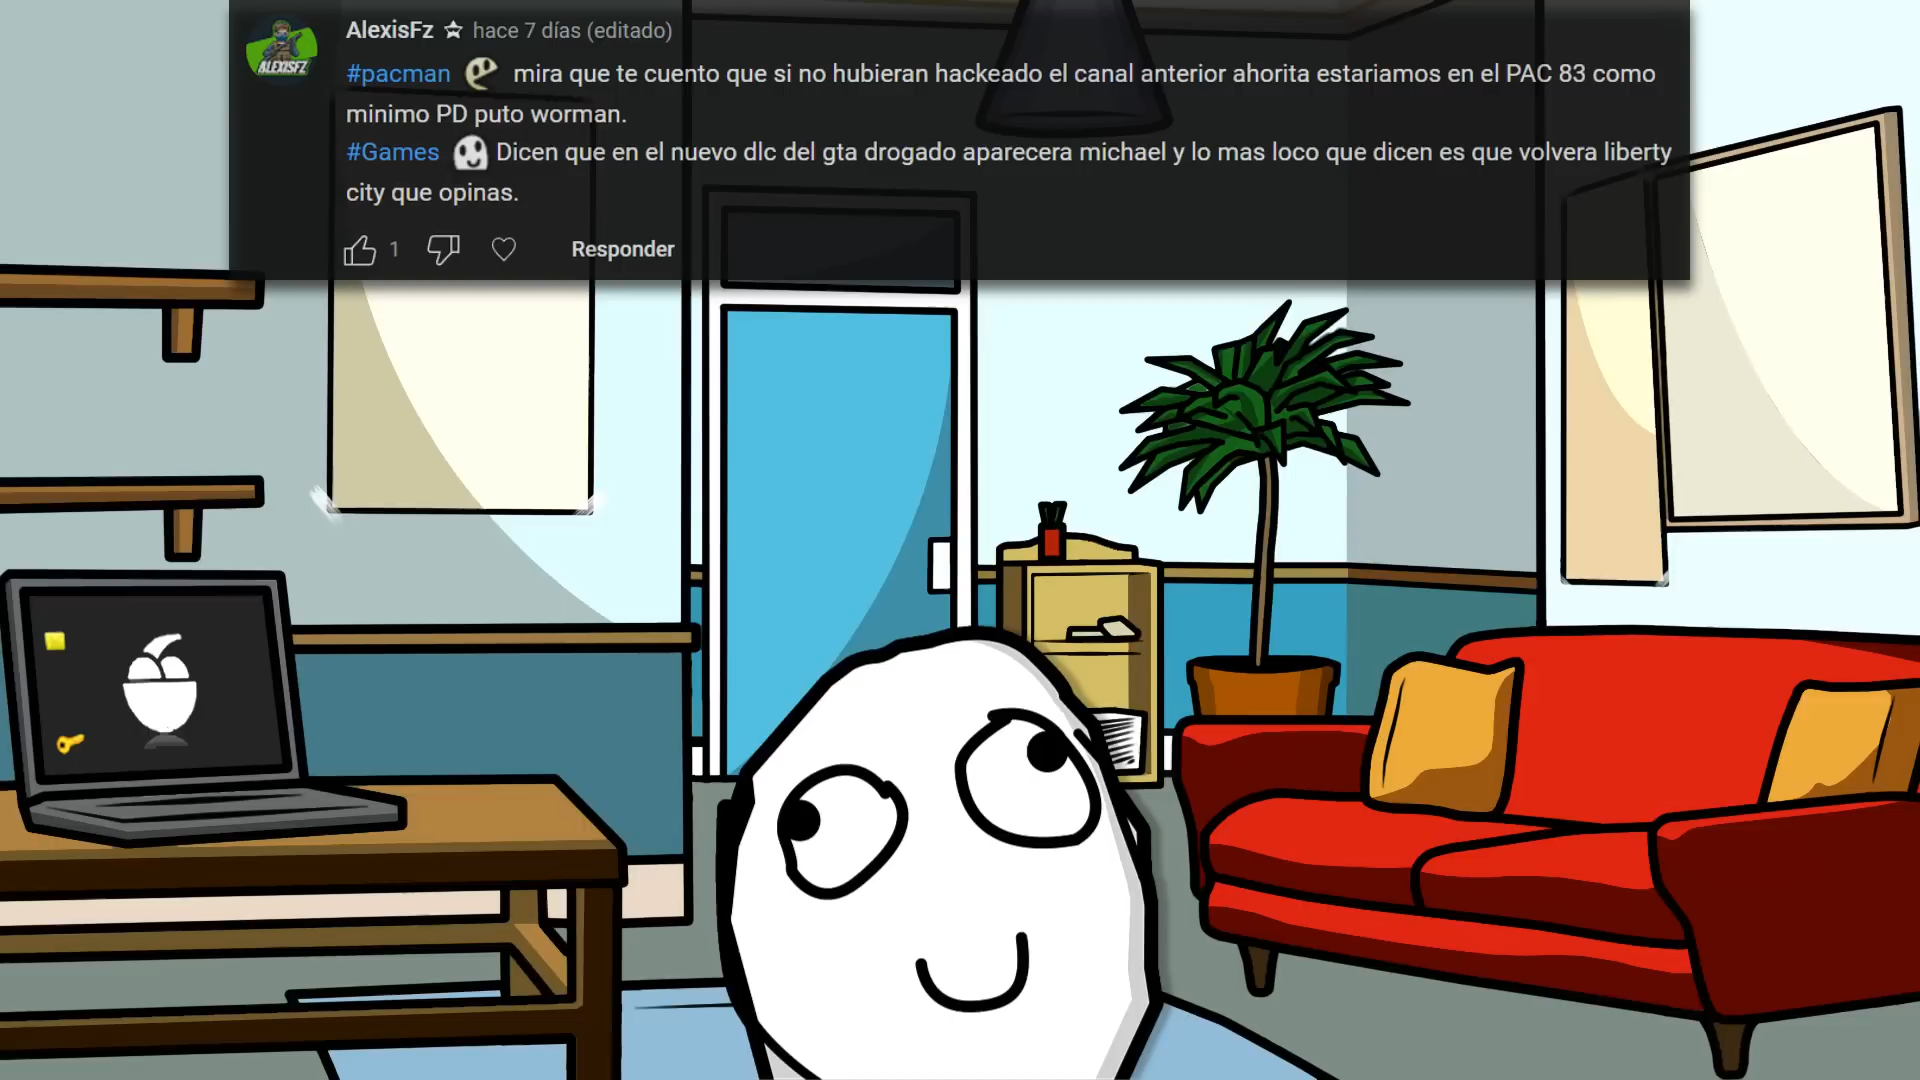 AlexisFz hace 7 días (editado)
#pacman mira que te cuento que si no hubieran hackeado el canal anterior ahorita estariamos en el PAC 83 como
minimo PD puto worman.
#Games Dicen que en el nuevo dlc del gta drogado aparecera michael y lo mas loco que dicen es que volvera liberty
city que opinas.
1 Responder
ALEXISFZ